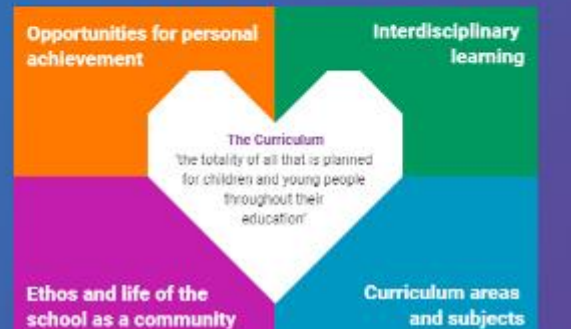 Opportunities for personal
achievement
Interdisciplinary
learning
The Curriculum
'the totality of all that is planned
for children and young people
throughout their
education'
Ethos and life of the
school as a community
Curriculum areas
and subjects